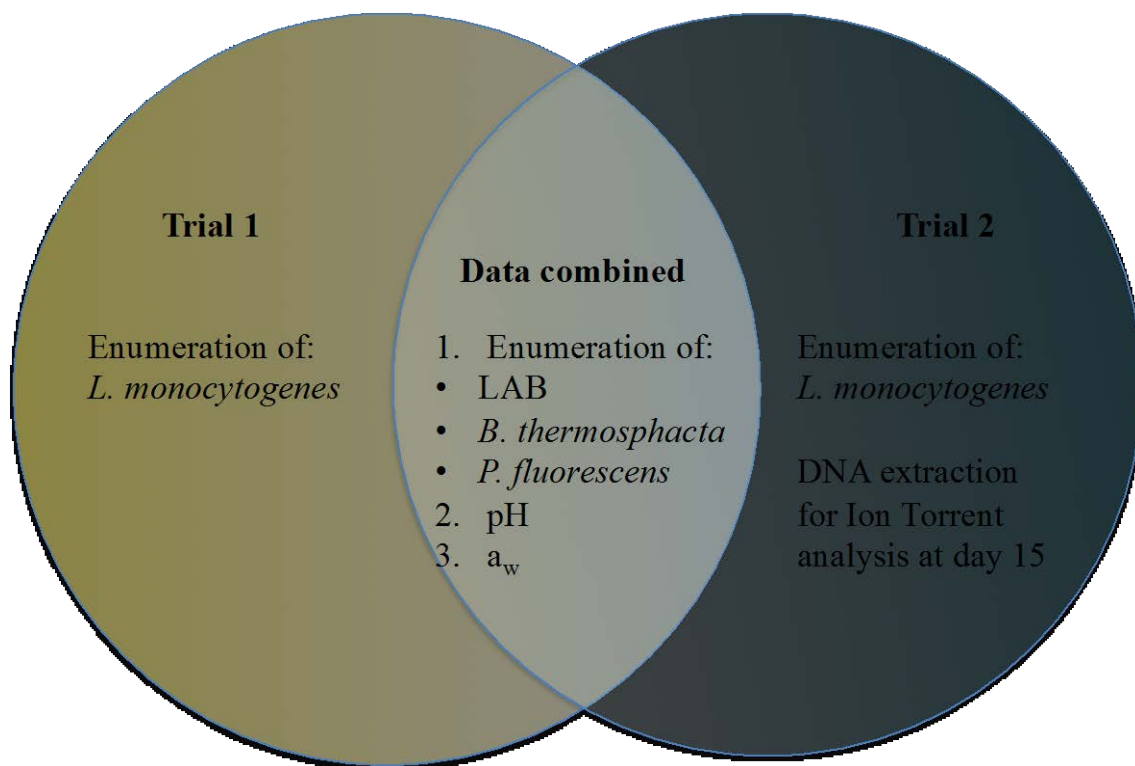 Trial 1
Enumeration of:
L. monocytogenes
Data combined
1. Enumeration of:
• LAB
• B. thermosphacta
• P. fluorescens
2. pH
3. aw
Trial 2
Enumeration of:
L. monocytogenes
DNA extraction
for Ion Torrent
analysis at day 15